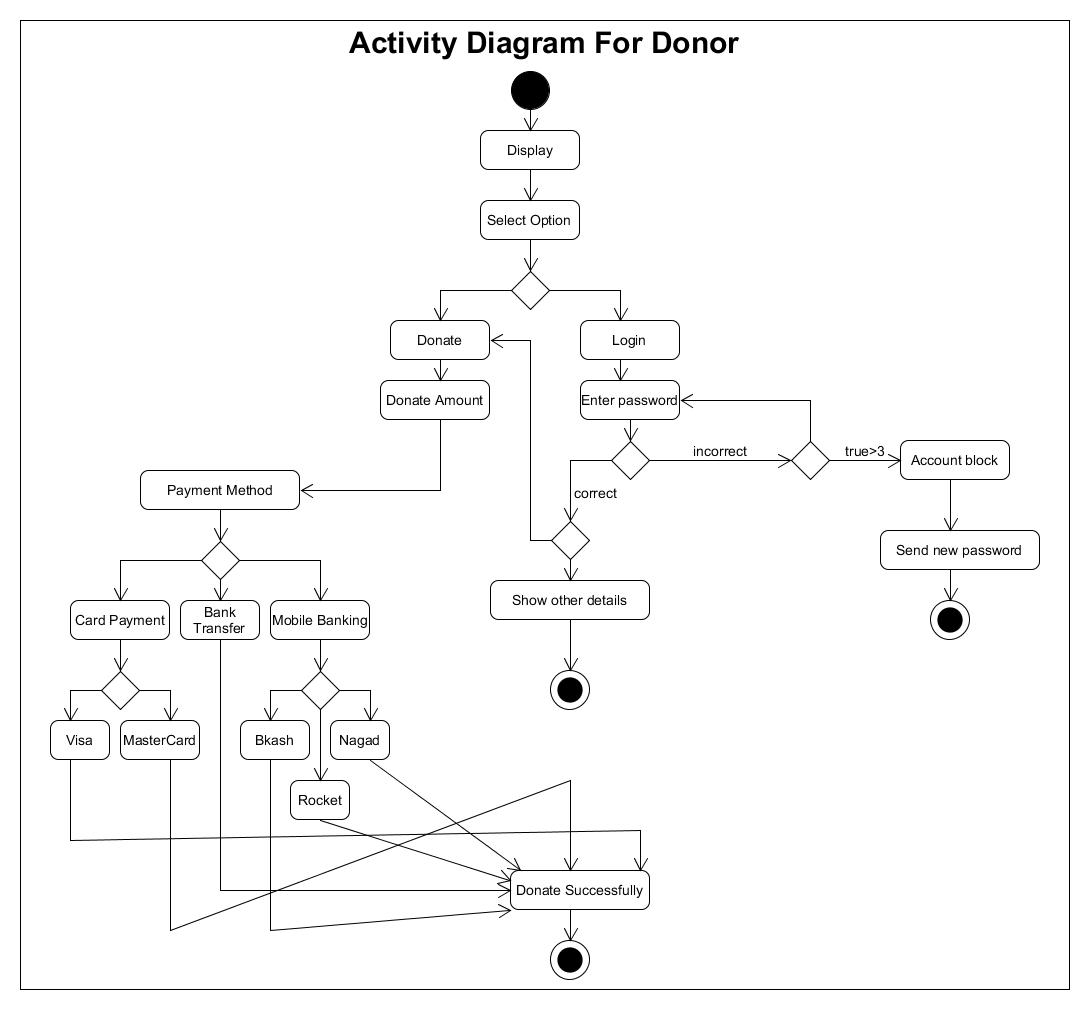 Activity Diagram For Donor
Display
Select Option
Donate
Login
Donate Amount
Enter password
incorrect
true>3
Account block
Payment Method
correct
Send new password
Card Payment
Bank
Transfer
Mobile Banking
Show other details
Visa
MasterCard
Bkash
Nagad
Rocket
Donate Successfully